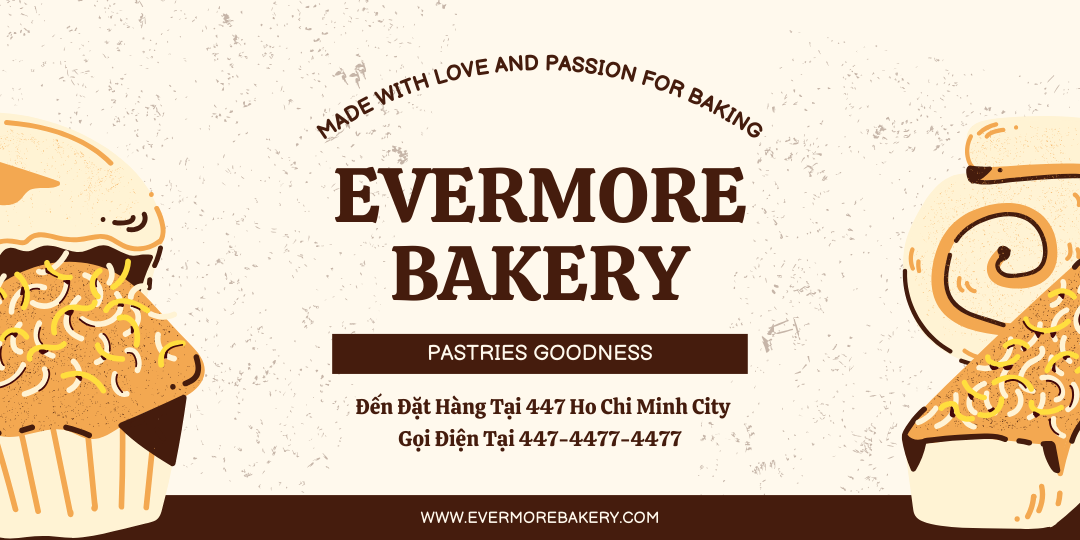 MADE WITH LOVE AND PASSION FOR BAKING
EVERMORE
BAKERY
PASTRIES GOODNESS
Đến Đặt Hàng Tại 447 Ho Chi Minh City
Gọi Điện Tại 447-4477-4477
WWW.EVERMOREBAKERY.COM